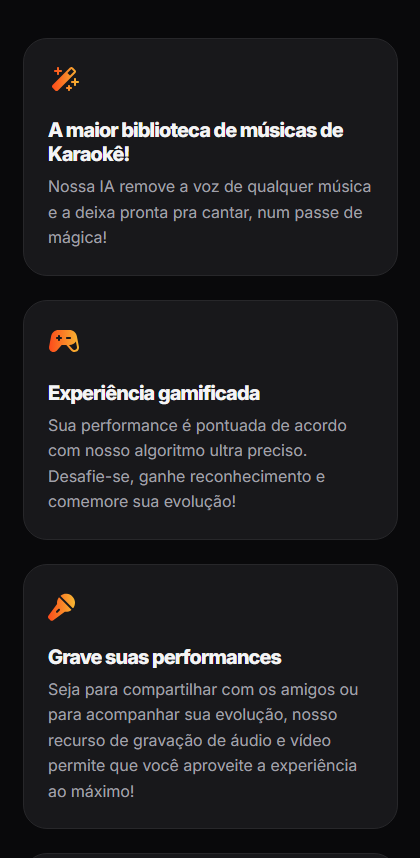 A maior biblioteca de músicas de
Karaokê!
Nossa IA remove a voz de qualquer música
e a deixa pronta pra cantar, num passe de
mágica!
Experiência gamificada
Sua performance é pontuada de acordo
com nosso algoritmo ultra preciso.
Desafie-se, ganhe reconhecimento e
comemore sua evolução!
Grave suas performances
Seja para compartilhar com os amigos ou
para acompanhar sua evolução, nosso
recurso de gravação de áudio e vídeo
permite que você aproveite a experiência
ao máximo!